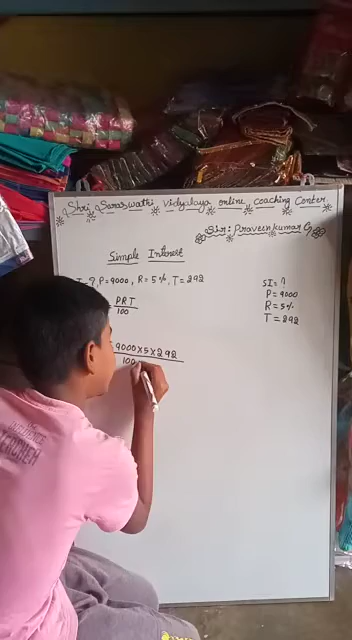 Shri Saraswathi Vidyalaya online coaching Center
Sir: Praveenkumar G
Simple Interest
I = ?, P = 9000, R = 5%, T = 292
PRT
100
9000 × 5 × 292
100
SI = ?
P = 9000
R = 5%
T = 292